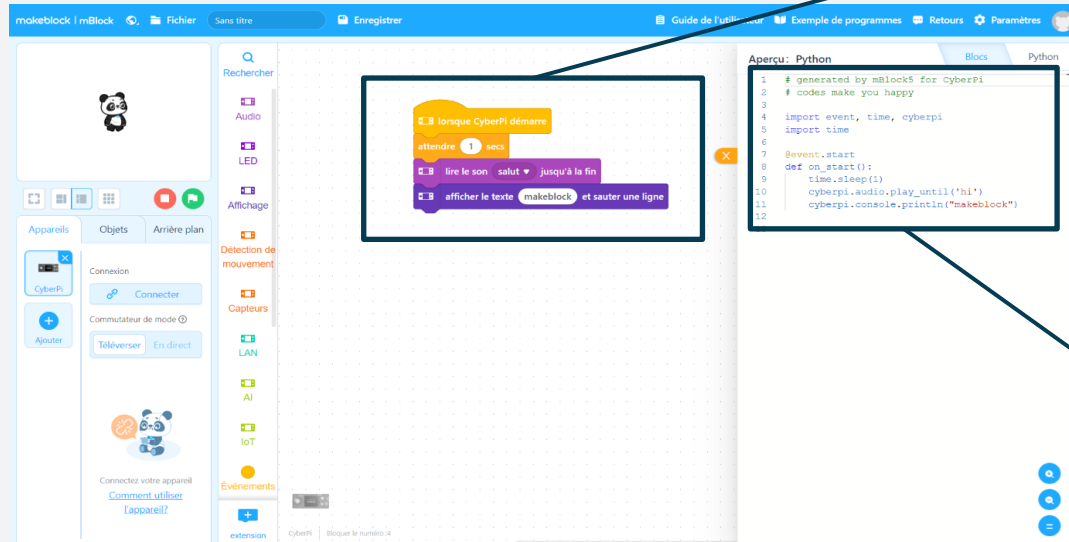 makeblock | mBlock Fichier Sans titre Enregistrer Guide de l'utilisateur Exemple de programmes Retours Paramètres
Rechercher
Audio
LED
Affichage
Détection de
mouvement
Capteurs
LAN
AI
IoT
Événements
extension
Appareils Objets Arrière plan
CyberPi
Ajouter
Connexion
Connecter
Commutateur de mode
Téléverser En direct
Connectez votre appareil
Comment utiliser
l'appareil?
lorsque CyberPi démarre
attendre 1 secs
lire le son salut jusqu'à la fin
afficher le texte makeblock et sauter une ligne
CyberPi | Bloquer le numéro :4
Aperçu: Python Blocs Python
1 # generated by mBlock5 for CyberPi
2 # codes make you happy
3
4 import event, time, cyberpi
5 import time
6
7 @event.start
8 def on_start():
9 time.sleep(1)
10 cyberpi.audio.play_until('hi')
11 cyberpi.console.println("makeblock")
12